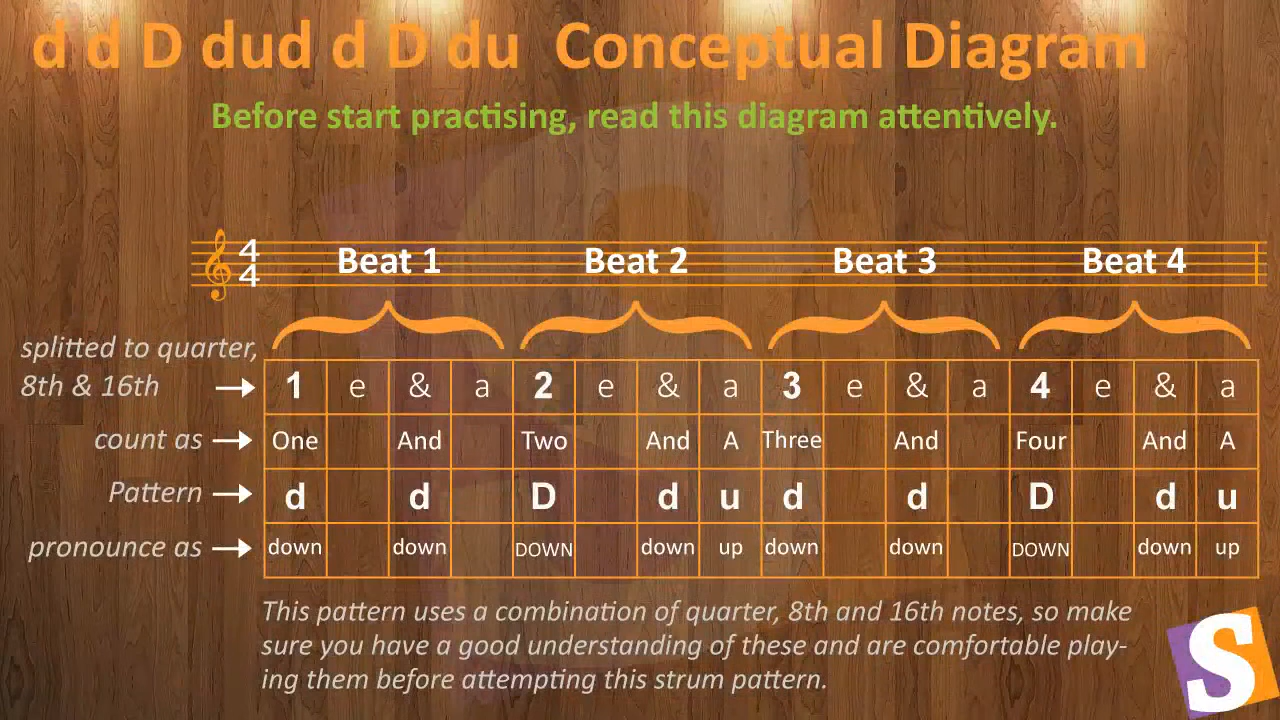 d d D dud d D du Conceptual Diagram
Before start practising, read this diagram attentively.
4
4
Beat 1 Beat 2 Beat 3 Beat 4
splitted to quarter,
8th & 16th → 1 e & a 2 e & a 3 e & a 4 e & a
count as → One And Two And A Three And Four And A
Pattern → d d D d u d d D d u
pronounce as → down down DOWN down up down down DOWN down up
This pattern uses a combination of quarter, 8th and 16th notes, so make
sure you have a good understanding of these and are comfortable play-
ing them before attempting this strum pattern.
S